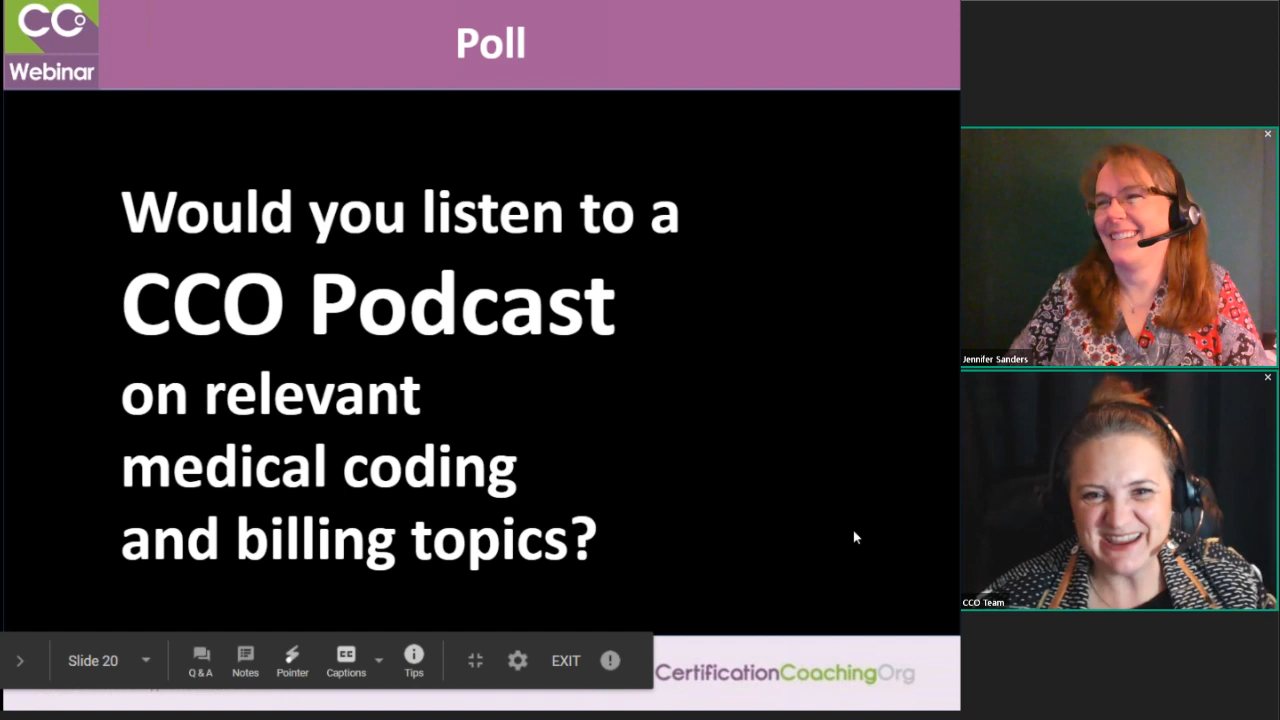 CCO
Webinar
Poll
Would you listen to a
CCO Podcast
on relevant
medical coding
and billing topics?
Jennifer Sanders
CCO Team
Slide 20
Q & A
Notes
Pointer
CC
Captions
Tips
EXIT
CertificationCoachingOrg